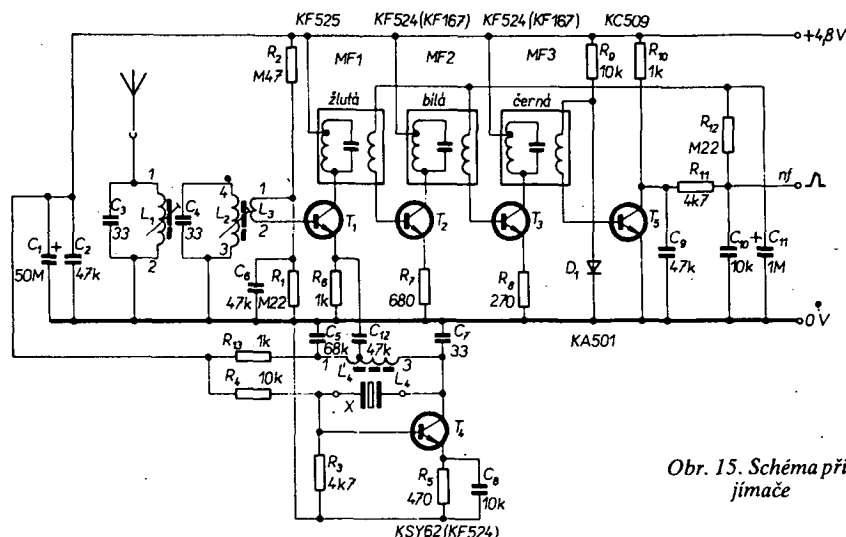 KF525 KF524(KF167) KF524(KF167) KC509
+4,8 V
R2 M47
MF1 MF2 MF3
R9 10k
R10 1k
žlutá bílá černá
R12 M22
R11 4k7
nf
1 4 1
C3 33 L1 C4 33 L2 L3
2 3 2
T1 T2 T3 T5
C1 + 50M
C2 47k
C6 47k
R1 M22
R6 1k
R7 680
R8 270
D1
C9 47k
C10 10k
+ C11 1M
0 V
KA501
R13 1k
C5 68k
C12 47k
C7 33
1 L'4 L4 3
R4 10k
X
T4
R3 4k7
R5 470
C8 10k
KSY62(KF524)
Obr. 15. Schéma při-
jímače